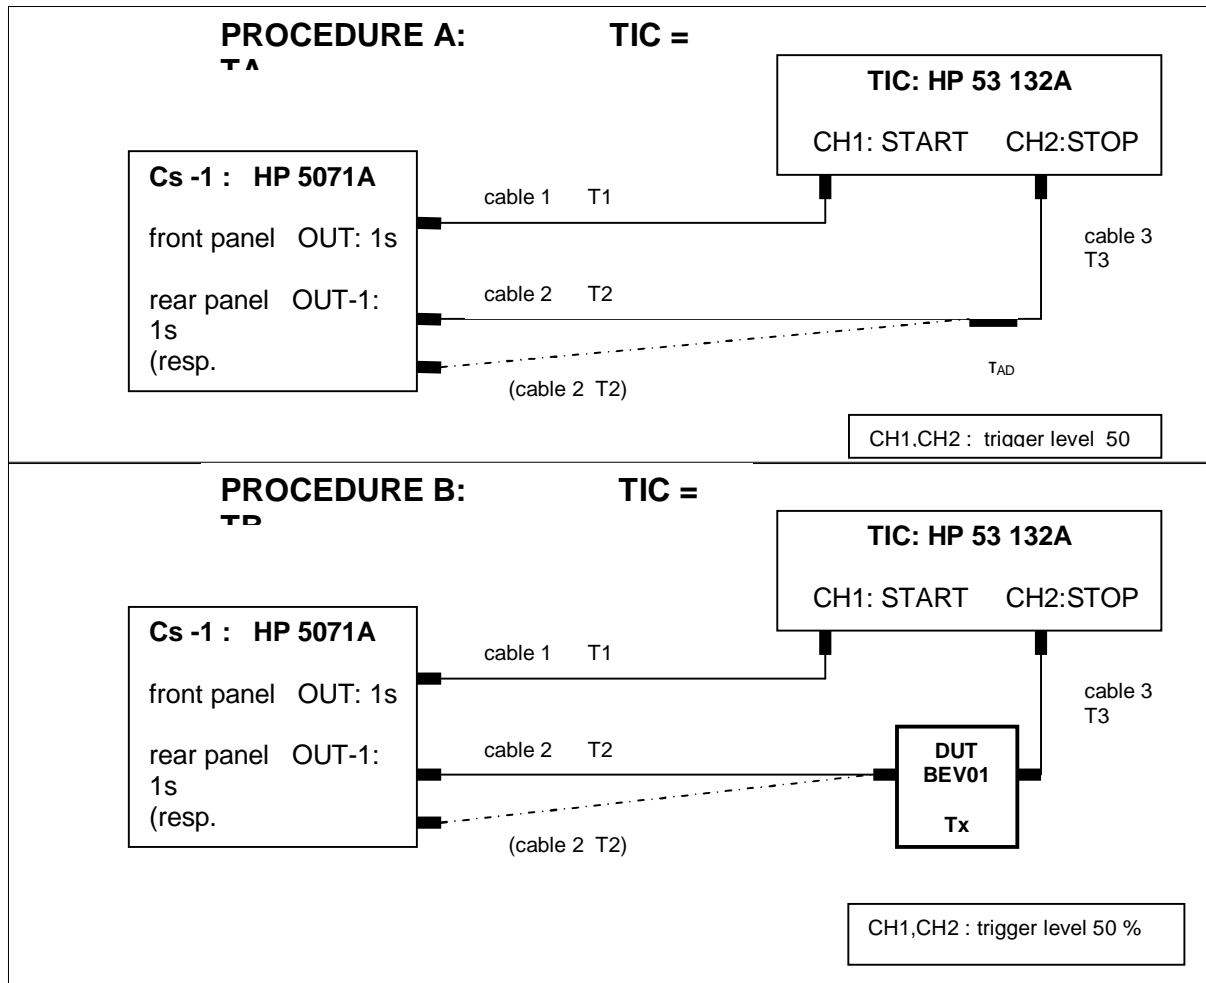 PROCEDURE A: TIC =
TA
TIC: HP 53 132A
CH1: START CH2:STOP
Cs -1 : HP 5071A
front panel OUT: 1s
rear panel OUT-1:
1s
(resp.
cable 1 T1
cable 2 T2
(cable 2 T2)
cable 3
T3
τAD
CH1,CH2 : trigger level 50
PROCEDURE B: TIC =
TB
TIC: HP 53 132A
CH1: START CH2:STOP
Cs -1 : HP 5071A
front panel OUT: 1s
rear panel OUT-1:
1s
(resp.
cable 1 T1
cable 2 T2
(cable 2 T2)
cable 3
T3
DUT
BEV01
Tx
CH1,CH2 : trigger level 50 %